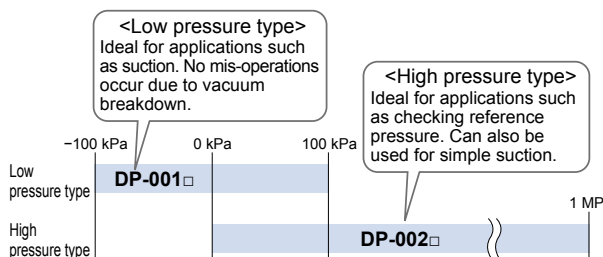 <Low pressure type>
Ideal for applications such
as suction. No mis-operations
occur due to vacuum
breakdown.
<High pressure type>
Ideal for applications such
as checking reference
pressure. Can also be
used for simple suction.
−100 kPa 0 kPa 100 kPa
Low
pressure type
DP-001□
1 MP
High
pressure type
DP-002□